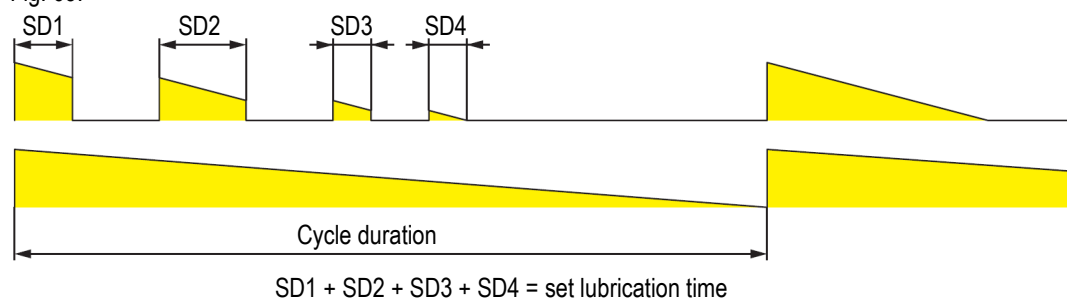 SD1 SD2 SD3 SD4
Cycle duration
SD1 + SD2 + SD3 + SD4 = set lubrication time